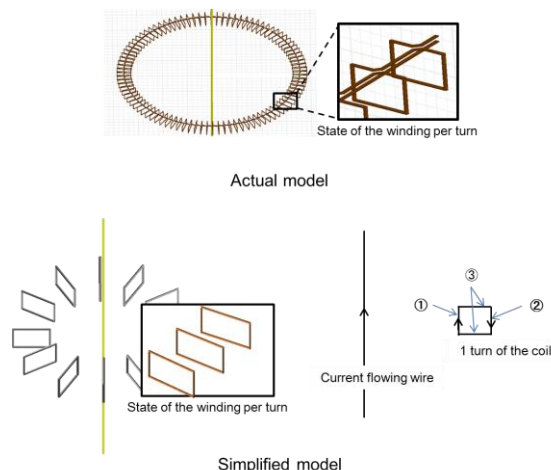 State of the winding per turn
Actual model
③
①
②
1 turn of the coil
Current flowing wire
State of the winding per turn
Simplified model